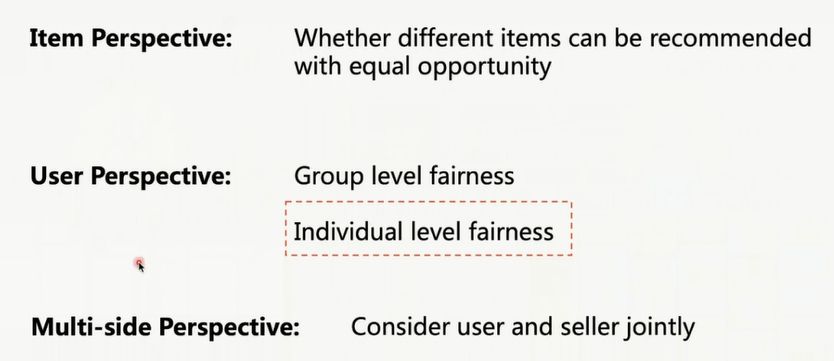 Item Perspective: Whether different items can be recommended
with equal opportunity
User Perspective: Group level fairness
Individual level fairness
Multi-side Perspective: Consider user and seller jointly